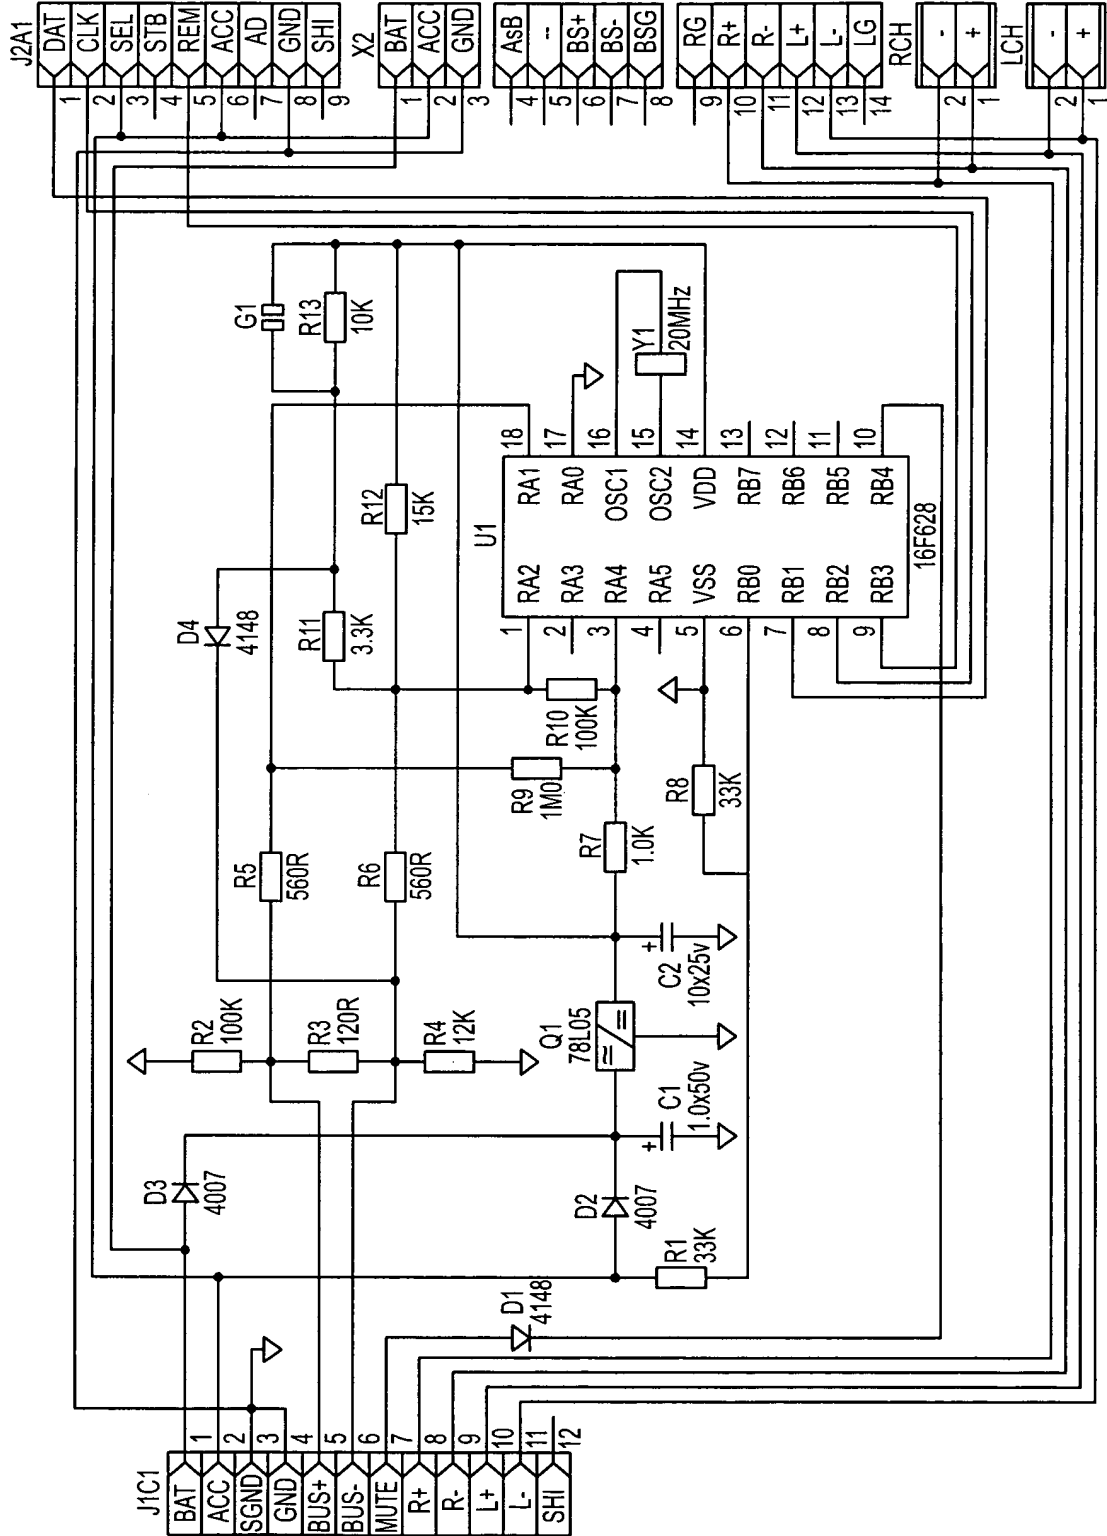 J2A1
DAT 1
CLK 2
SEL 3
STB 4
REM 5
ACC 6
AD 7
GND 8
SHI 9
X2
BAT 1
ACC 2
GND 3
AsB 4
-- 5
BS+ 6
BS- 7
BSG 8
RG 9
R+ 10
R- 11
L+ 12
L- 13
LG 14
RCH
- 2
+ 1
LCH
- 2
+ 1
G1
R13
10K
R12
15K
D4
4148
R11
3.3K
Y1
20MHz
U1
16F628
RA1 18
RA0 17
OSC1 16
OSC2 15
VDD 14
RB7 13
RB6 12
RB5 11
RB4 10
RA2 1
RA3 2
RA4 3
RA5 4
VSS 5
RB0 6
RB1 7
RB2 8
RB3 9
R10
100K
R9
1M0
R8
33K
R7
1.0K
R5
560R
R6
560R
C2
10x25v
+
R2
100K
R3
120R
R4
12K
Q1
78L05
C1
1.0x50v
+
D3
4007
D2
4007
R1
33K
D1
4148
J1C1
BAT 1
ACC 2
SGND 3
GND 4
BUS+ 5
BUS- 6
MUTE 7
R+ 8
R- 9
L+ 10
L- 11
SHI 12